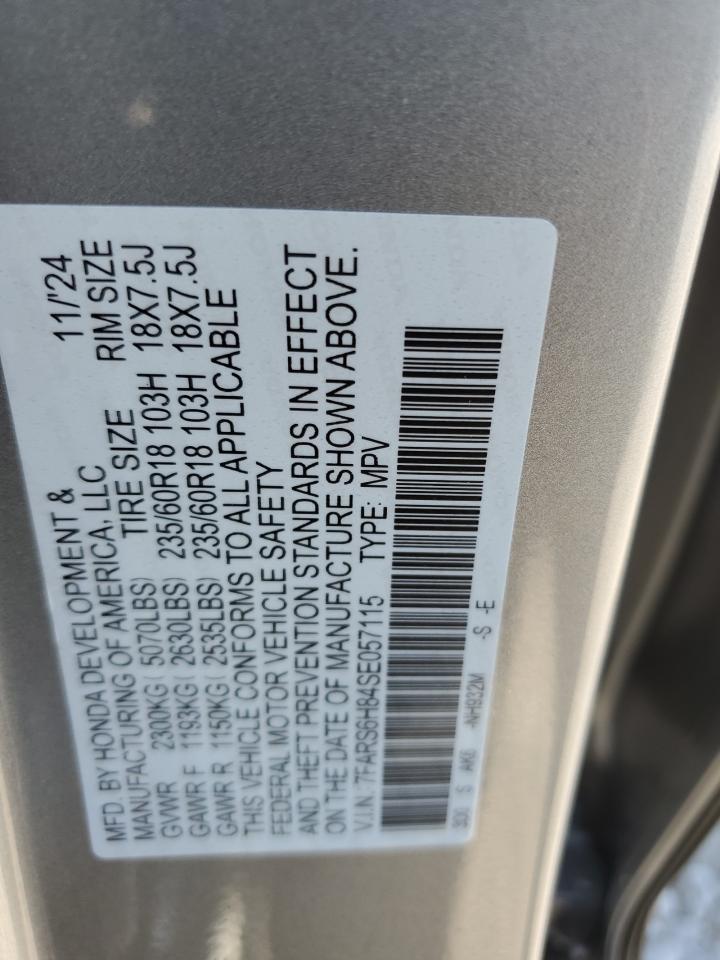 MFD. BY HONDA DEVELOPMENT & 11/'24
MANUFACTURING OF AMERICA, LLC RIM SIZE
TIRE SIZE
GVWR 2300KG ( 5070LBS)
GAWR F 1193KG ( 2630LBS) 235/60R18 103H 18X7.5J
GAWR R 1150KG ( 2535LBS) 235/60R18 103H 18X7.5J
THIS VEHICLE CONFORMS TO ALL APPLICABLE
FEDERAL MOTOR VEHICLE SAFETY
AND THEFT PREVENTION STANDARDS IN EFFECT
ON THE DATE OF MANUFACTURE SHOWN ABOVE.
V.I.N.: 7FARS6H84SE057115 TYPE: MPV
S AK6 -NH932M -S -E